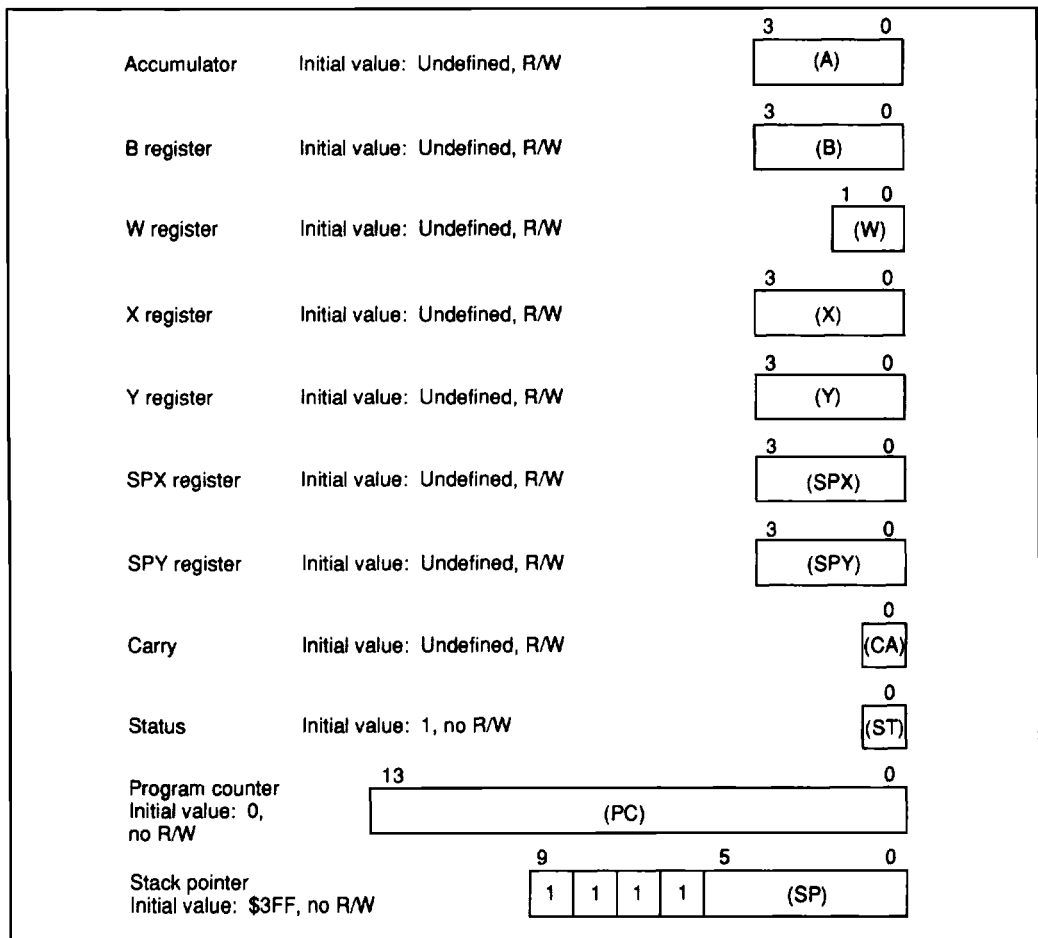 3 0
Accumulator Initial value: Undefined, R/W (A)
3 0
B register Initial value: Undefined, R/W (B)
1 0
W register Initial value: Undefined, R/W (W)
3 0
X register Initial value: Undefined, R/W (X)
3 0
Y register Initial value: Undefined, R/W (Y)
3 0
SPX register Initial value: Undefined, R/W (SPX)
3 0
SPY register Initial value: Undefined, R/W (SPY)
0
Carry Initial value: Undefined, R/W (CA)
0
Status Initial value: 1, no R/W (ST)
13 0
Program counter
Initial value: 0, (PC)
no R/W
9 5 0
Stack pointer
1 1 1 1 (SP)
Initial value: $3FF, no R/W